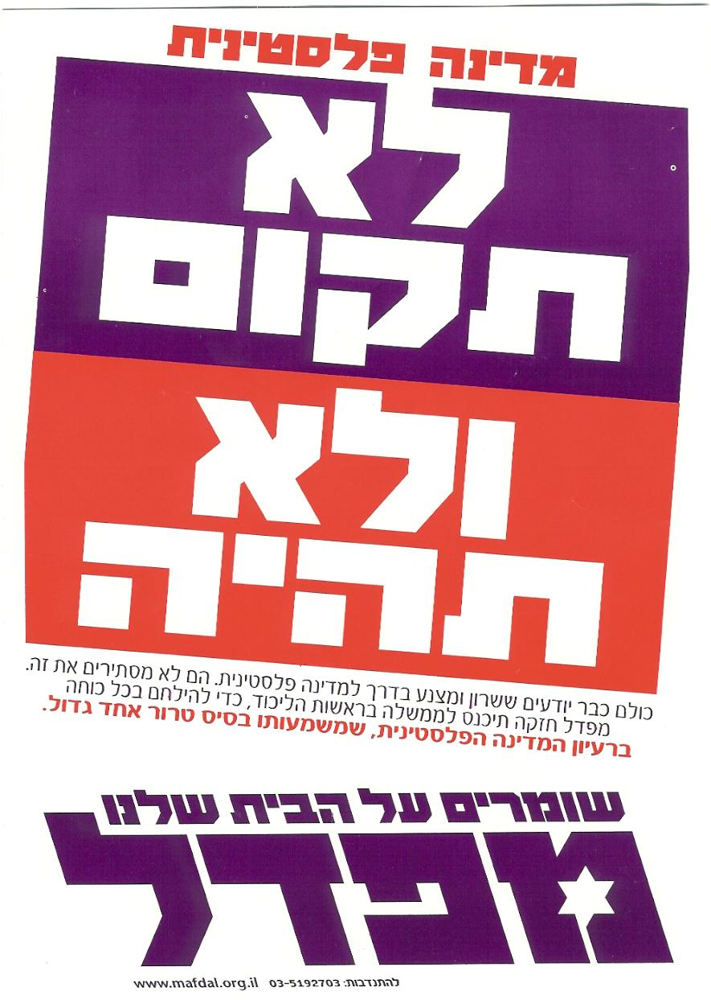 מדינה פלסטינית
לא
תקום
ולא
תהיה
כולם כבר יודעים ששרון ומצנע בדרך למדינה פלסטינית. הם לא מסתירים את זה.
מפדל חזקה תיכנס לממשלה בראשות הליכוד, כדי להילחם בכל כוחה
ברעיון המדינה הפלסטינית, שמשמעותו בסיס טרור אחד גדול.
שומרים על הבית שלנו
מפדל
להתנדבות: 03-5192703 www.mafdal.org.il